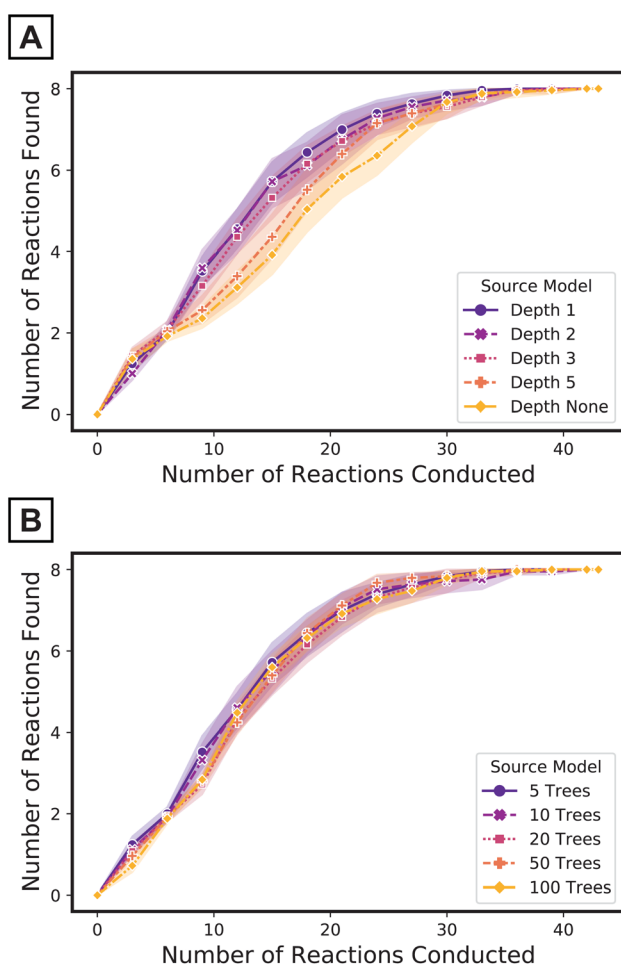 A
8
6
4
2
0
Number of Reactions Found
Source Model
Depth 1
Depth 2
Depth 3
Depth 5
Depth None
0 10 20 30 40
Number of Reactions Conducted
B
8
6
4
2
0
Number of Reactions Found
Source Model
5 Trees
10 Trees
20 Trees
50 Trees
100 Trees
0 10 20 30 40
Number of Reactions Conducted